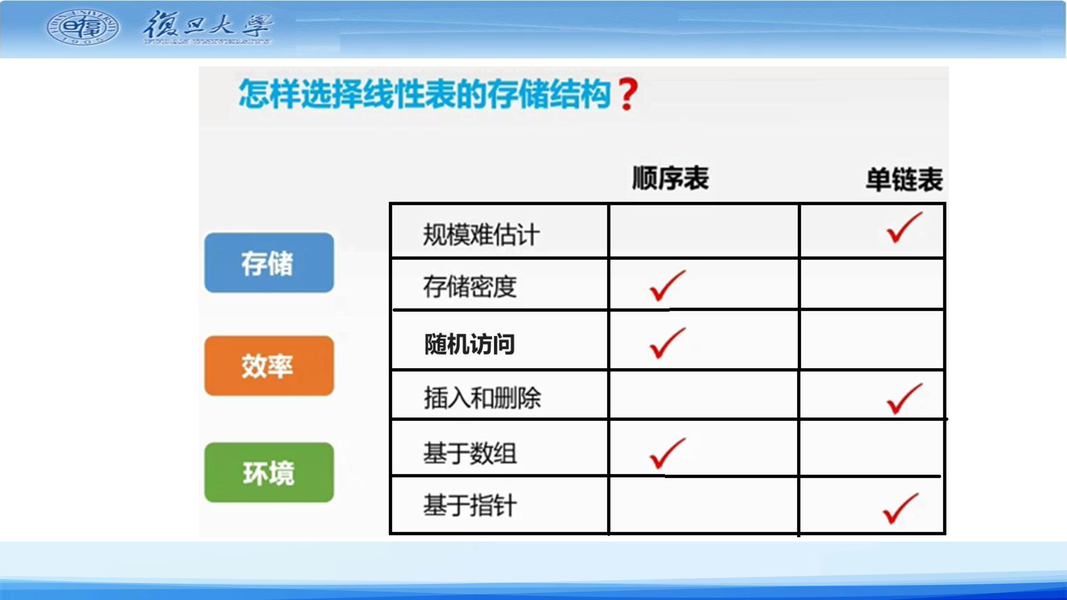 復旦大學
怎样选择线性表的存储结构?
顺序表 单链表
存储
规模难估计
存储密度
效率
随机访问
插入和删除
环境
基于数组
基于指针